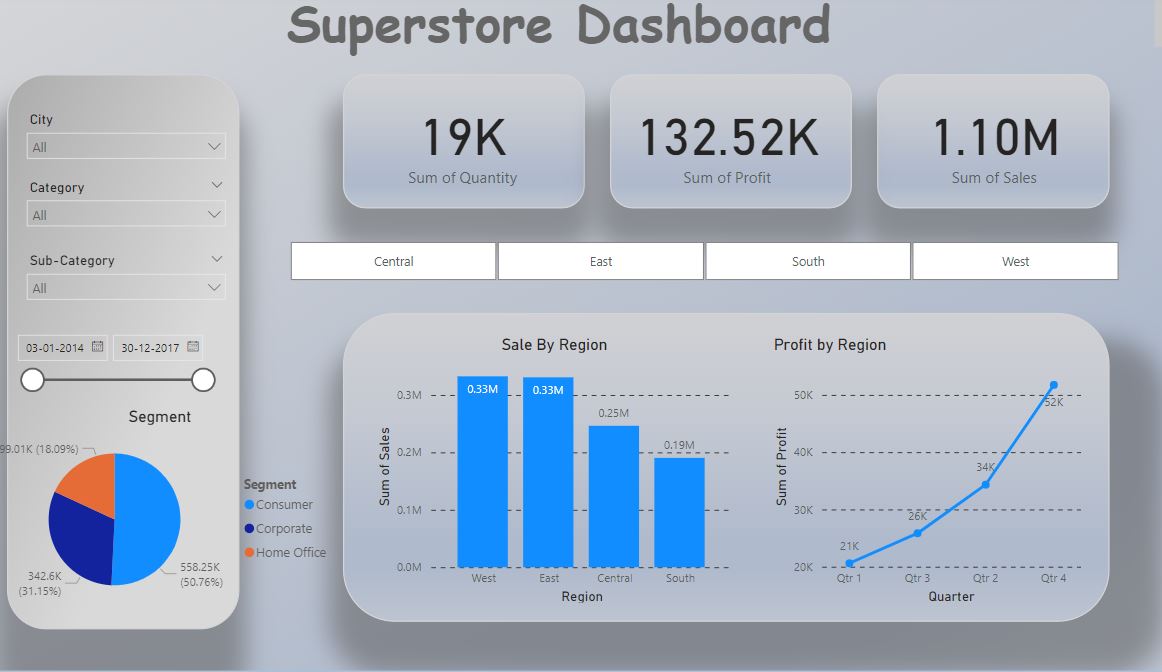 Superstore Dashboard
City
All
Category
All
Sub-Category
All
03-01-2014
30-12-2017
19K
Sum of Quantity
132.52K
Sum of Profit
1.10M
Sum of Sales
Central
East
South
West
Segment
99.01K (18.09%)
342.6K
(31.15%)
558.25K
(50.76%)
Segment
Consumer
Corporate
Home Office
Sale By Region
Sum of Sales
0.3M
0.2M
0.1M
0.0M
0.33M
0.33M
0.25M
0.19M
West
East
Central
South
Region
Profit by Region
Sum of Profit
50K
40K
30K
20K
21K
26K
34K
52K
Qtr 1
Qtr 3
Qtr 2
Qtr 4
Quarter